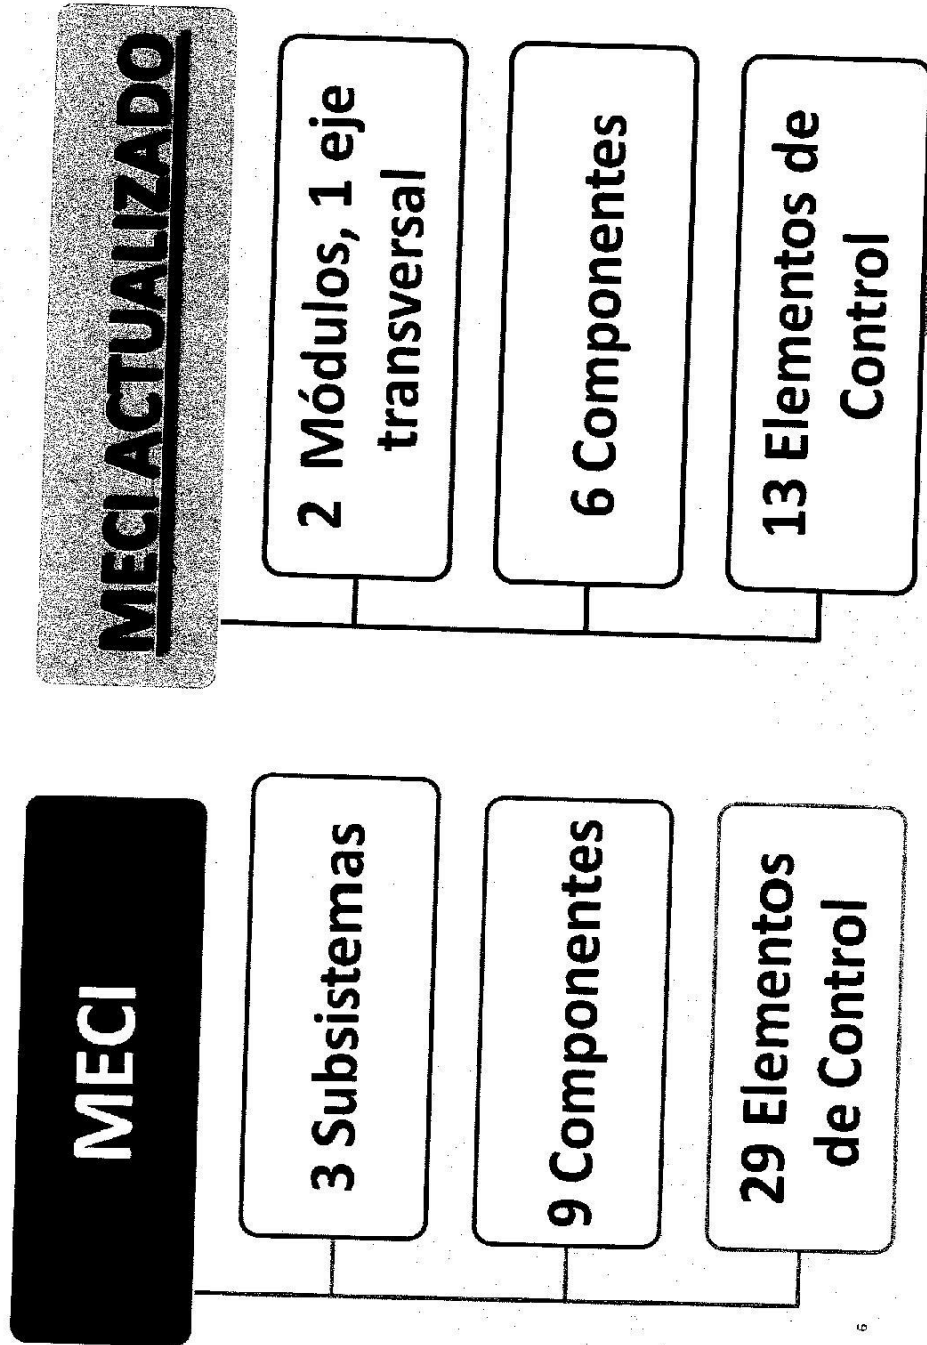 MECI
3 Subsistemas
9 Componentes
29 Elementos
de Control
MECI ACTUALIZADO
2 Módulos, 1 eje
transversal
6 Componentes
13 Elementos de
Control
6